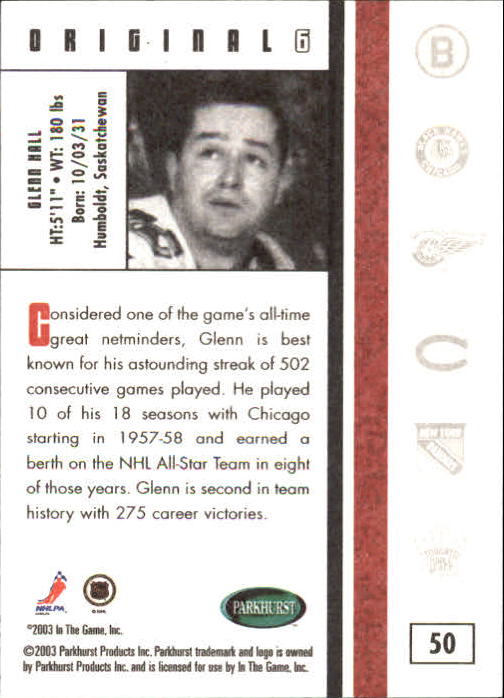 ORIGINAL 6
GLENN HALL
HT:5'11" • WT: 180 lbs
Born: 10/03/31
Humboldt, Saskatchewan
Considered one of the game's all-time
great netminders, Glenn is best
known for his astounding streak of 502
consecutive games played. He played
10 of his 18 seasons with Chicago
starting in 1957-58 and earned a
berth on the NHL All-Star Team in eight
of those years. Glenn is second in team
history with 275 career victories.
NHLPA
PARKHURST
©2003 In The Game, Inc.
©2003 Parkhurst Products Inc. Parkhurst trademark and logo is owned
by Parkhurst Products Inc. and is licensed for use by In The Game, Inc.
B
C
NEW YORK
RANGERS
TORONTO
50